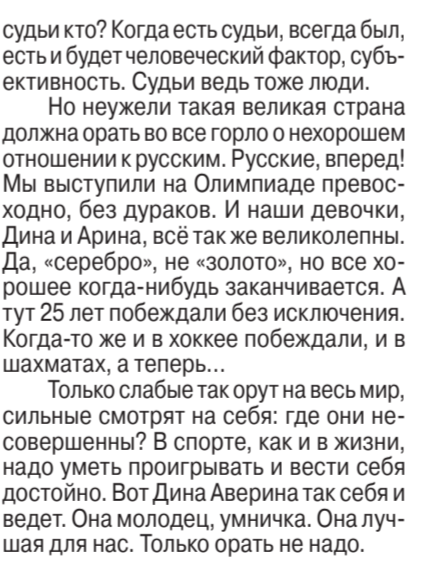 судьи кто? Когда есть судьи, всегда был,
есть и будет человеческий фактор, субъ-
ективность. Судьи ведь тоже люди.
Но неужели такая великая страна
должна орать во все горло о нехорошем
отношении к русским. Русские, вперед!
Мы выступили на Олимпиаде превос-
ходно, без дураков. И наши девочки,
Дина и Арина, всё так же великолепны.
Да, «серебро», не «золото», но все хо-
рошее когда-нибудь заканчивается. А
тут 25 лет побеждали без исключения.
Когда-то же и в хоккее побеждали, и в
шахматах, а теперь...
Только слабые так орут на весь мир,
сильные смотрят на себя: где они не-
совершенны? В спорте, как и в жизни,
надо уметь проигрывать и вести себя
достойно. Вот Дина Аверина так себя и
ведет. Она молодец, умничка. Она луч-
шая для нас. Только орать не надо.